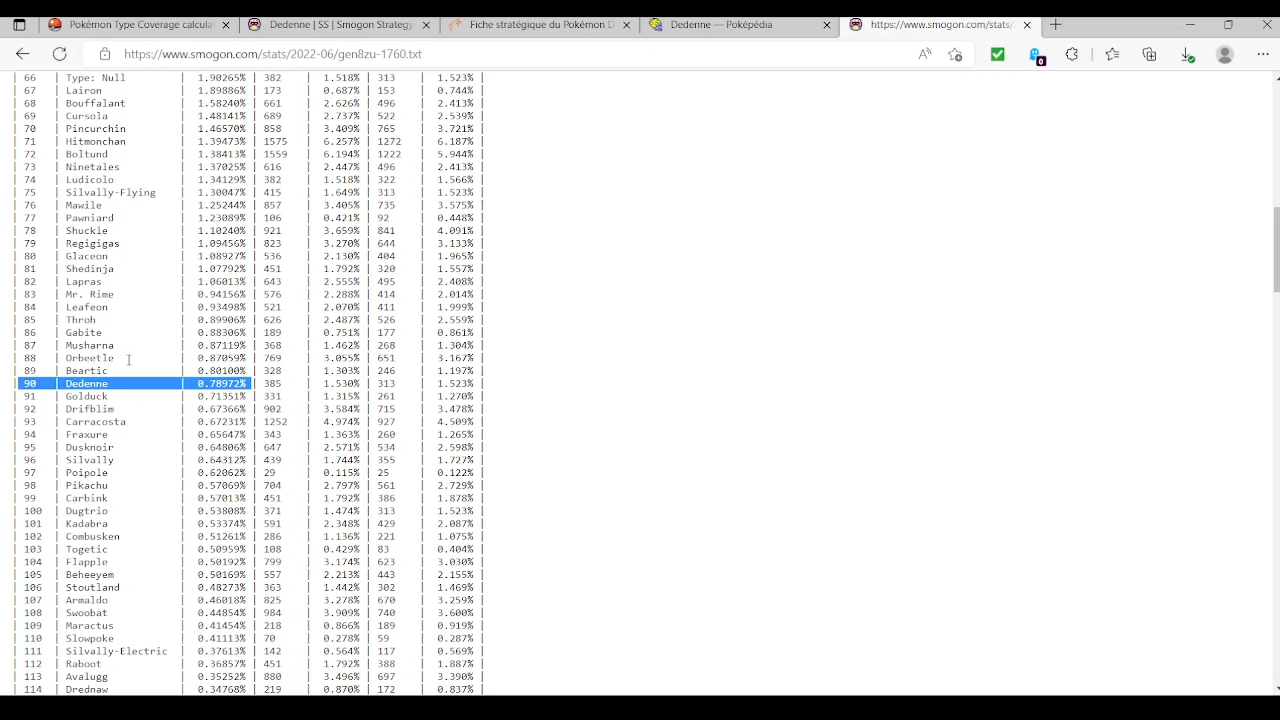 Pokémon Type Coverage calcula
Dedenne | SS | Smogon Strategy
Fiche stratégique du Pokémon D
Dedenne — Poképédia
https://www.smogon.com/stats/
https://www.smogon.com/stats/2022-06/gen8zu-1760.txt
0
| 66 | Type: Null | 1.90265% | 382 | 1.518% | 313 | 1.523% |
| 67 | Lairon | 1.89886% | 173 | 0.687% | 153 | 0.744% |
| 68 | Bouffalant | 1.58240% | 661 | 2.626% | 496 | 2.413% |
| 69 | Cursola | 1.48141% | 689 | 2.737% | 522 | 2.539% |
| 70 | Pincurchin | 1.46570% | 858 | 3.409% | 765 | 3.721% |
| 71 | Hitmonchan | 1.39473% | 1575 | 6.257% | 1272 | 6.187% |
| 72 | Boltund | 1.38413% | 1559 | 6.194% | 1222 | 5.944% |
| 73 | Ninetales | 1.37025% | 616 | 2.447% | 496 | 2.413% |
| 74 | Ludicolo | 1.34129% | 382 | 1.518% | 322 | 1.566% |
| 75 | Silvally-Flying | 1.30047% | 415 | 1.649% | 313 | 1.523% |
| 76 | Mawile | 1.25244% | 857 | 3.405% | 735 | 3.575% |
| 77 | Pawniard | 1.23089% | 106 | 0.421% | 92 | 0.448% |
| 78 | Shuckle | 1.10240% | 921 | 3.659% | 841 | 4.091% |
| 79 | Regigigas | 1.09456% | 823 | 3.270% | 644 | 3.133% |
| 80 | Glaceon | 1.08927% | 536 | 2.130% | 404 | 1.965% |
| 81 | Shedinja | 1.07792% | 451 | 1.792% | 320 | 1.557% |
| 82 | Lapras | 1.06013% | 643 | 2.555% | 495 | 2.408% |
| 83 | Mr. Rime | 0.94156% | 576 | 2.288% | 414 | 2.014% |
| 84 | Leafeon | 0.93498% | 521 | 2.070% | 411 | 1.999% |
| 85 | Throh | 0.89906% | 626 | 2.487% | 526 | 2.559% |
| 86 | Gabite | 0.88306% | 189 | 0.751% | 177 | 0.861% |
| 87 | Musharna | 0.87119% | 368 | 1.462% | 268 | 1.304% |
| 88 | Orbeetle | 0.87059% | 769 | 3.055% | 651 | 3.167% |
| 89 | Beartic | 0.80100% | 328 | 1.303% | 246 | 1.197% |
| 90 | Dedenne | 0.78972% | 385 | 1.530% | 313 | 1.523% |
| 91 | Golduck | 0.71351% | 331 | 1.315% | 261 | 1.270% |
| 92 | Drifblim | 0.67366% | 902 | 3.584% | 715 | 3.478% |
| 93 | Carracosta | 0.67231% | 1252 | 4.974% | 927 | 4.509% |
| 94 | Fraxure | 0.65647% | 343 | 1.363% | 260 | 1.265% |
| 95 | Dusknoir | 0.64806% | 647 | 2.571% | 534 | 2.598% |
| 96 | Silvally | 0.64312% | 439 | 1.744% | 355 | 1.727% |
| 97 | Poipole | 0.62062% | 29 | 0.115% | 25 | 0.122% |
| 98 | Pikachu | 0.57069% | 704 | 2.797% | 561 | 2.729% |
| 99 | Carbink | 0.57013% | 451 | 1.792% | 386 | 1.878% |
| 100 | Dugtrio | 0.53808% | 371 | 1.474% | 313 | 1.523% |
| 101 | Kadabra | 0.53374% | 591 | 2.348% | 429 | 2.087% |
| 102 | Combusken | 0.51261% | 286 | 1.136% | 221 | 1.075% |
| 103 | Togetic | 0.50959% | 108 | 0.429% | 83 | 0.404% |
| 104 | Flapple | 0.50192% | 799 | 3.174% | 623 | 3.030% |
| 105 | Beheeyem | 0.50169% | 557 | 2.213% | 443 | 2.155% |
| 106 | Stoutland | 0.48273% | 363 | 1.442% | 302 | 1.469% |
| 107 | Armaldo | 0.46018% | 825 | 3.278% | 670 | 3.259% |
| 108 | Swoobat | 0.44854% | 984 | 3.909% | 740 | 3.600% |
| 109 | Maractus | 0.41454% | 218 | 0.866% | 189 | 0.919% |
| 110 | Slowpoke | 0.41113% | 70 | 0.278% | 59 | 0.287% |
| 111 | Silvally-Electric | 0.37613% | 142 | 0.564% | 117 | 0.569% |
| 112 | Raboot | 0.36857% | 451 | 1.792% | 388 | 1.887% |
| 113 | Avalugg | 0.35252% | 880 | 3.496% | 697 | 3.390% |
| 114 | Drednaw | 0.34768% | 219 | 0.870% | 172 | 0.837% |